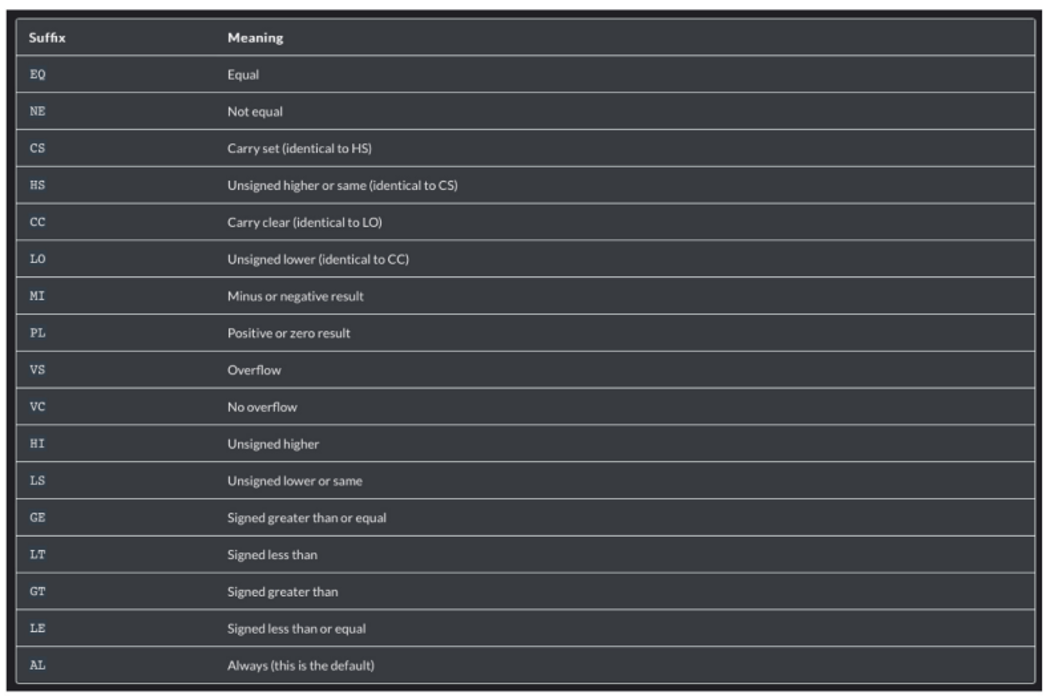 Suffix Meaning
EQ Equal
NE Not equal
CS Carry set (identical to HS)
HS Unsigned higher or same (identical to CS)
CC Carry clear (identical to LO)
LO Unsigned lower (identical to CC)
MI Minus or negative result
PL Positive or zero result
VS Overflow
VC No overflow
HI Unsigned higher
LS Unsigned lower or same
GE Signed greater than or equal
LT Signed less than
GT Signed greater than
LE Signed less than or equal
AL Always (this is the default)